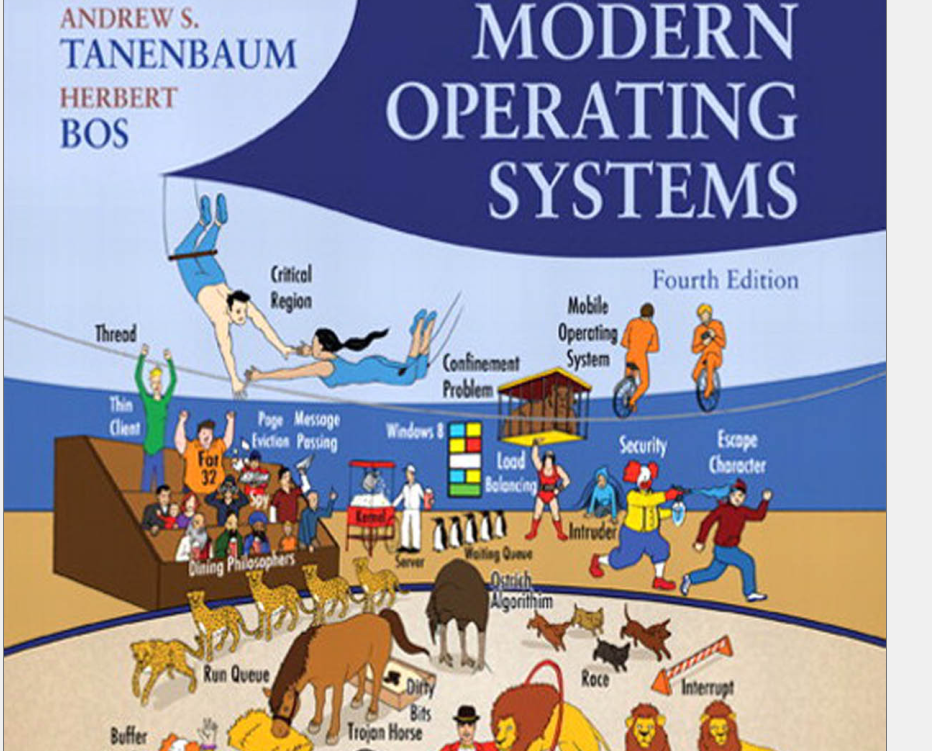 ANDREW S.
TANENBAUM
HERBERT
BOS
MODERN
OPERATING
SYSTEMS
Fourth Edition
Critical
Region
Thread
Mobile
Operating
System
Confinement
Problem
Thin
Client
Fat
32
Page
Eviction
Message
Passing
Windows 8
Load
Balancing
Security
Escape
Character
Spy
Kernel
Intruder
Server
Waiting Queue
Dining Philosophers
Ostrich
Algorithim
Run Queue
Dirty
Bits
Race
Interrupt
Buffer
Trojan Horse